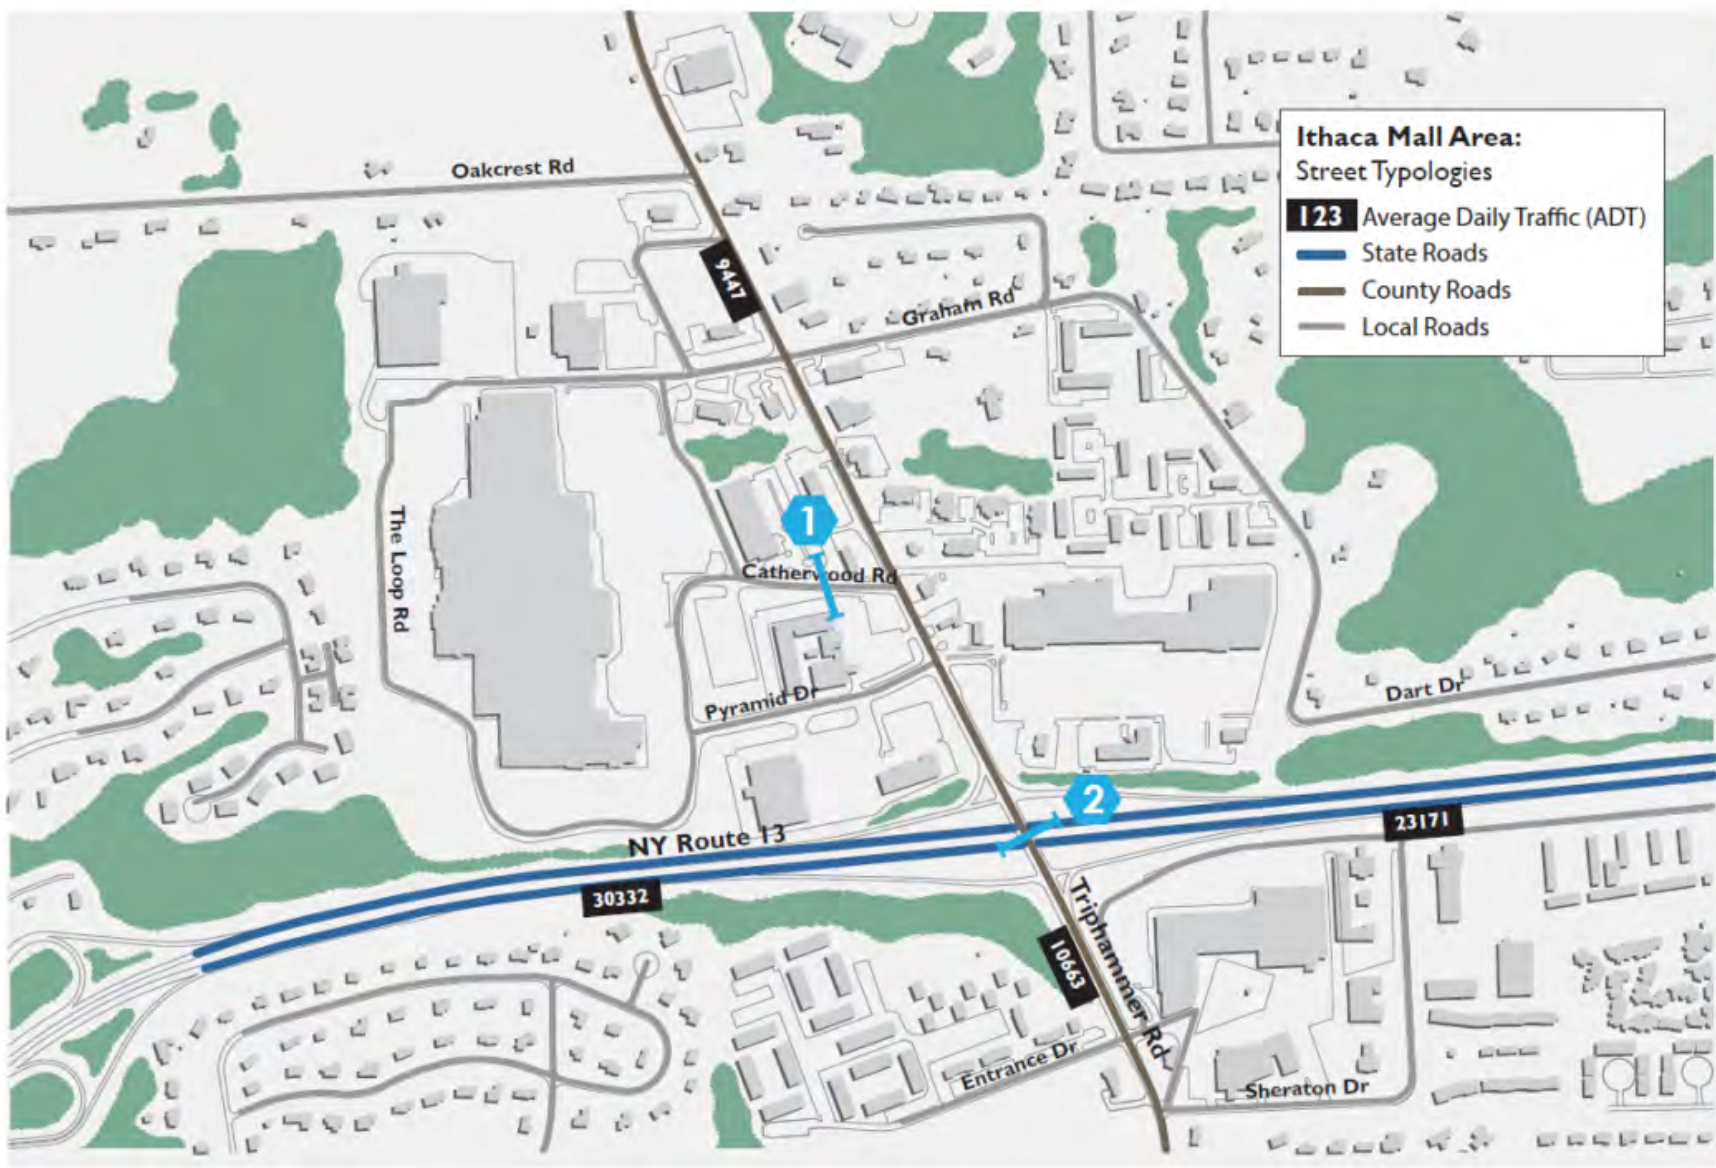 Ithaca Mall Area:
Street Typologies
123 Average Daily Traffic (ADT)
State Roads
County Roads
Local Roads
Oakcrest Rd
9447
Graham Rd
The Loop Rd
1
Catherwood Rd
Pyramid Dr
Dart Dr
2
NY Route 13
23171
30332
Triphammer Rd
10663
Entrance Dr
Sheraton Dr